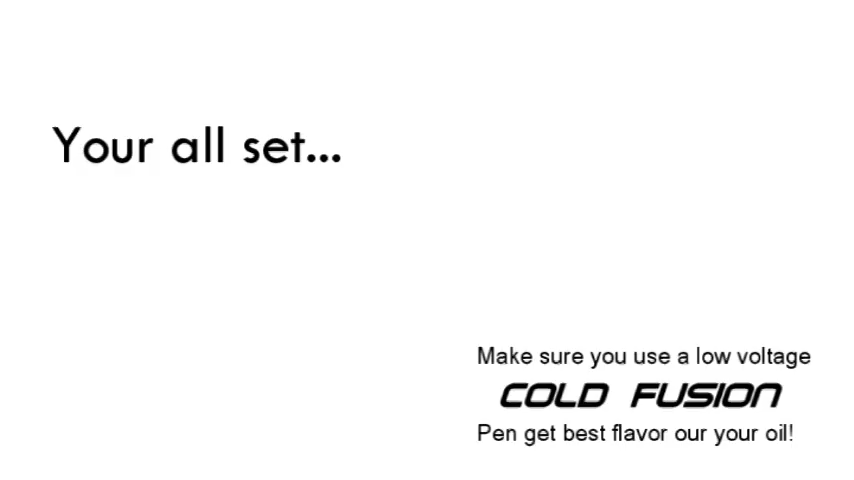 Your all set...
Make sure you use a low voltage
COLD FUSION
Pen get best flavor our your oil!